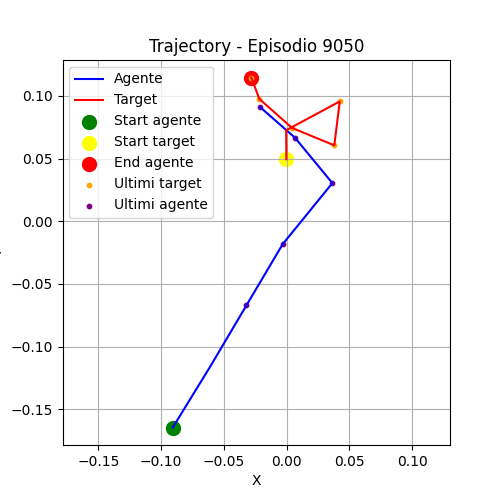 Trajectory - Episodio 9050
Agente
Target
Start agente
Start target
End agente
Ultimi target
Ultimi agente
0.10
0.05
0.00
−0.05
−0.10
−0.15
−0.15
−0.10
−0.05
0.00
0.05
0.10
X